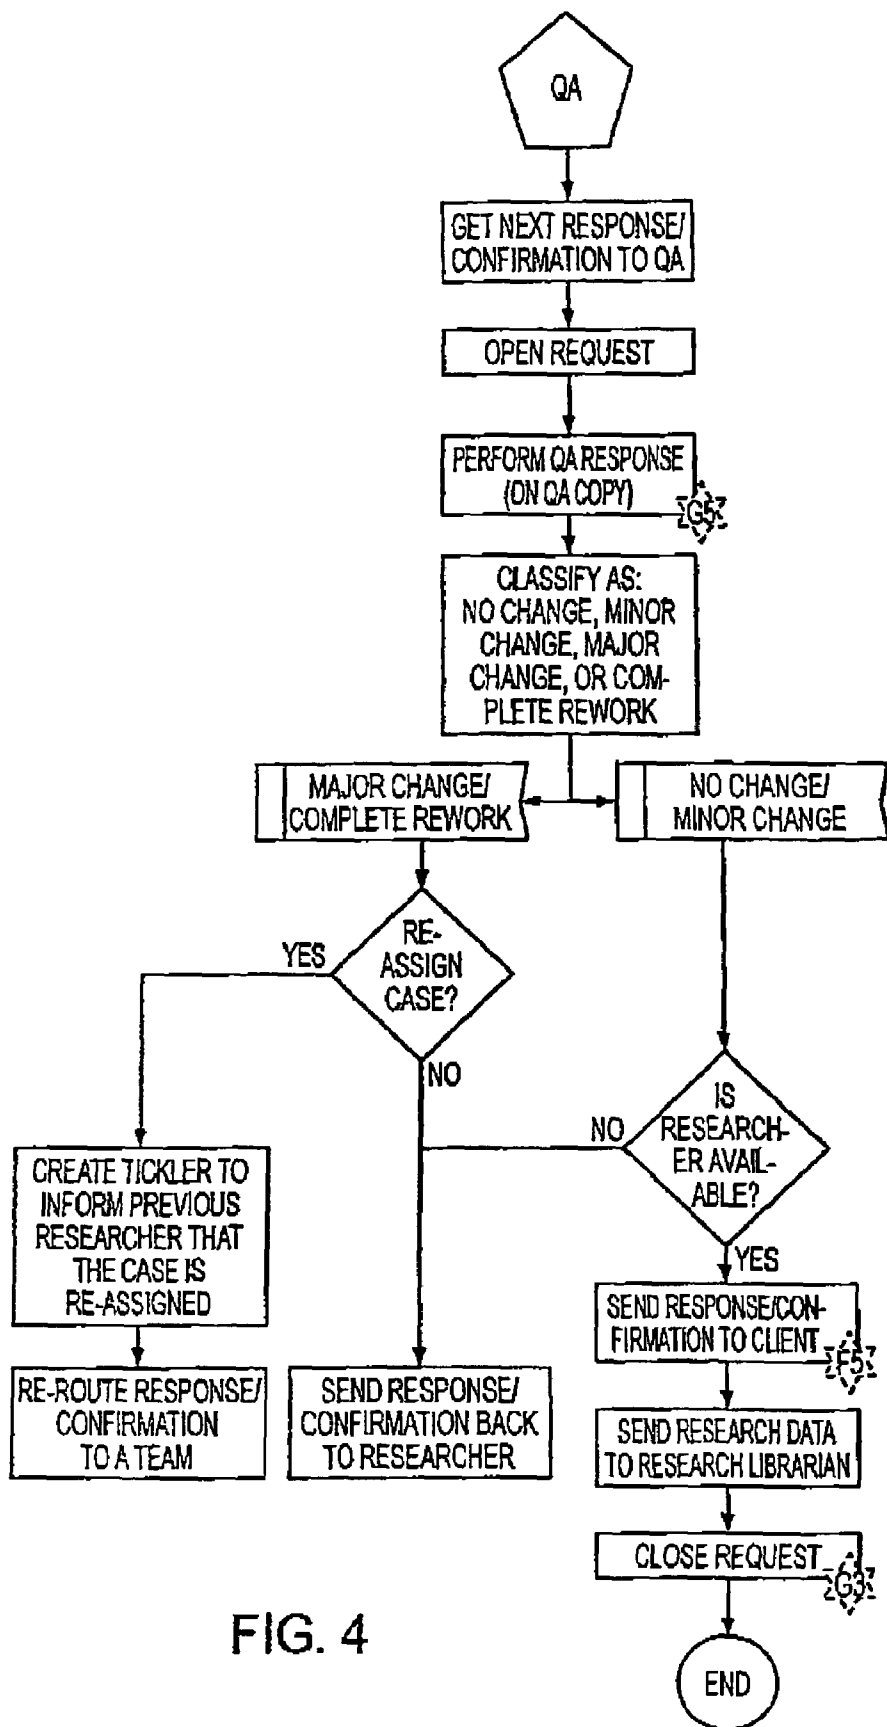 QA
GET NEXT RESPONSE/
CONFIRMATION TO QA
OPEN REQUEST
PERFORM QA RESPONSE
(ON QA COPY)
G5
CLASSIFY AS:
NO CHANGE, MINOR
CHANGE, MAJOR
CHANGE, OR COM-
PLETE REWORK
MAJOR CHANGE/
COMPLETE REWORK
NO CHANGE/
MINOR CHANGE
RE-
ASSIGN
CASE?
YES
NO
IS
RESEARCH-
ER AVAIL-
ABLE?
NO
YES
CREATE TICKLER TO
INFORM PREVIOUS
RESEARCHER THAT
THE CASE IS
RE-ASSIGNED
RE-ROUTE RESPONSE/
CONFIRMATION
TO A TEAM
SEND RESPONSE/
CONFIRMATION BACK
TO RESEARCHER
SEND RESPONSE/CON-
FIRMATION TO CLIENT
F5
SEND RESEARCH DATA
TO RESEARCH LIBRARIAN
CLOSE REQUEST
G3
END
FIG. 4